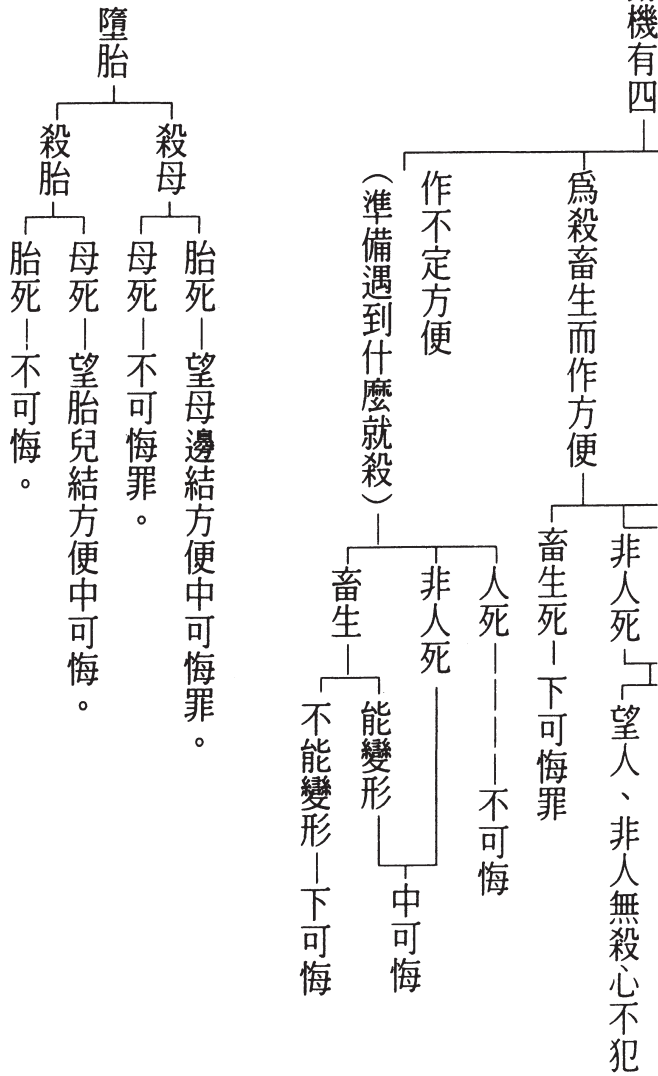 機有四
非人死
望人、非人無殺心不犯
爲殺畜生而作方便
畜生死—下可悔罪
作不定方便
(準備遇到什麼就殺)
人死————不可悔
非人死
中可悔
畜生
能變形
不能變形—下可悔
墮胎
殺母
胎死—望母邊結方便中可悔罪。
母死—不可悔罪。
殺胎
母死—望胎兒結方便中可悔。
胎死—不可悔。